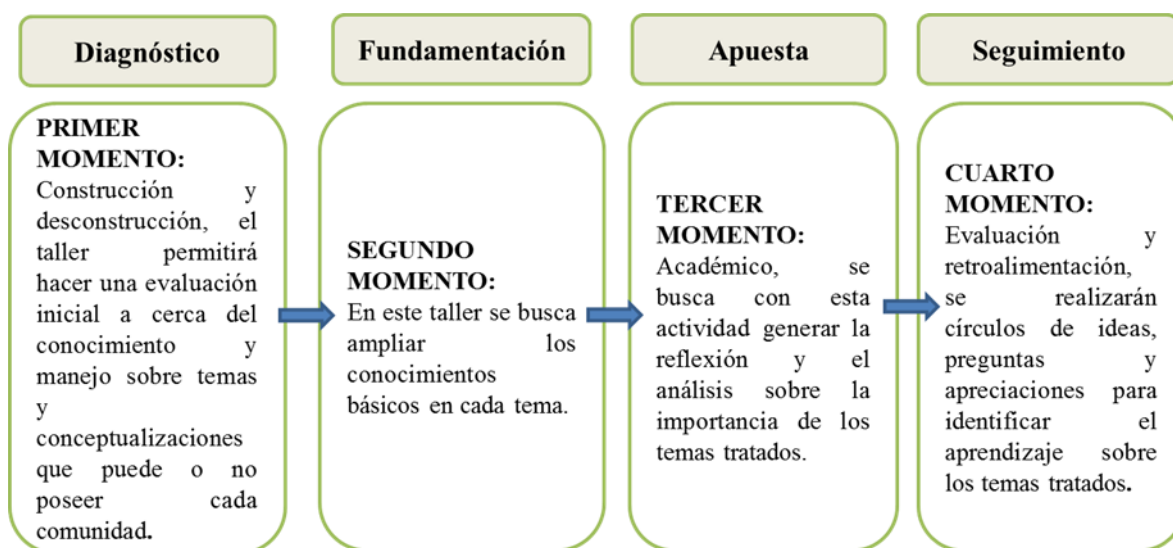 Diagnóstico
PRIMER
MOMENTO:
Construcción y
desconstrucción, el
taller permitirá
hacer una evaluación
inicial a cerca del
conocimiento y
manejo sobre temas
y
conceptualizaciones
que puede o no
poseer cada
comunidad.
Fundamentación
SEGUNDO
MOMENTO:
En este taller se busca
ampliar los
conocimientos
básicos en cada tema.
Apuesta
TERCER
MOMENTO:
Académico, se
busca con esta
actividad generar la
reflexión y el
análisis sobre la
importancia de los
temas tratados.
Seguimiento
CUARTO
MOMENTO:
Evaluación y
retroalimentación,
se realizarán
círculos de ideas,
preguntas y
apreciaciones para
identificar el
aprendizaje sobre
los temas tratados.